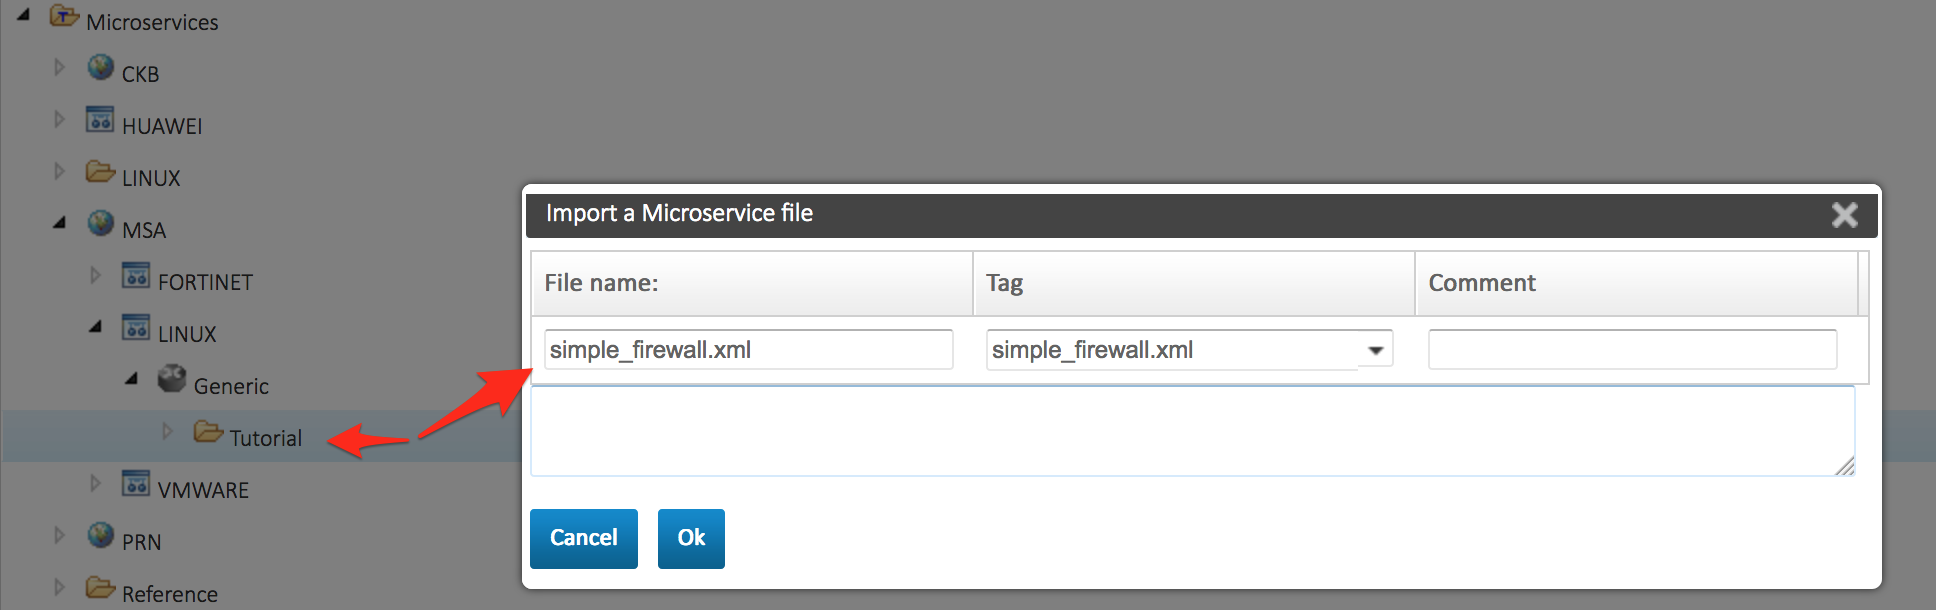 Microservices
CKB
HUAWEI
LINUX
MSA
FORTINET
LINUX
Generic
Tutorial
VMWARE
PRN
Reference
Import a Microservice file
File name: Tag Comment
simple_firewall.xml simple_firewall.xml
Cancel Ok